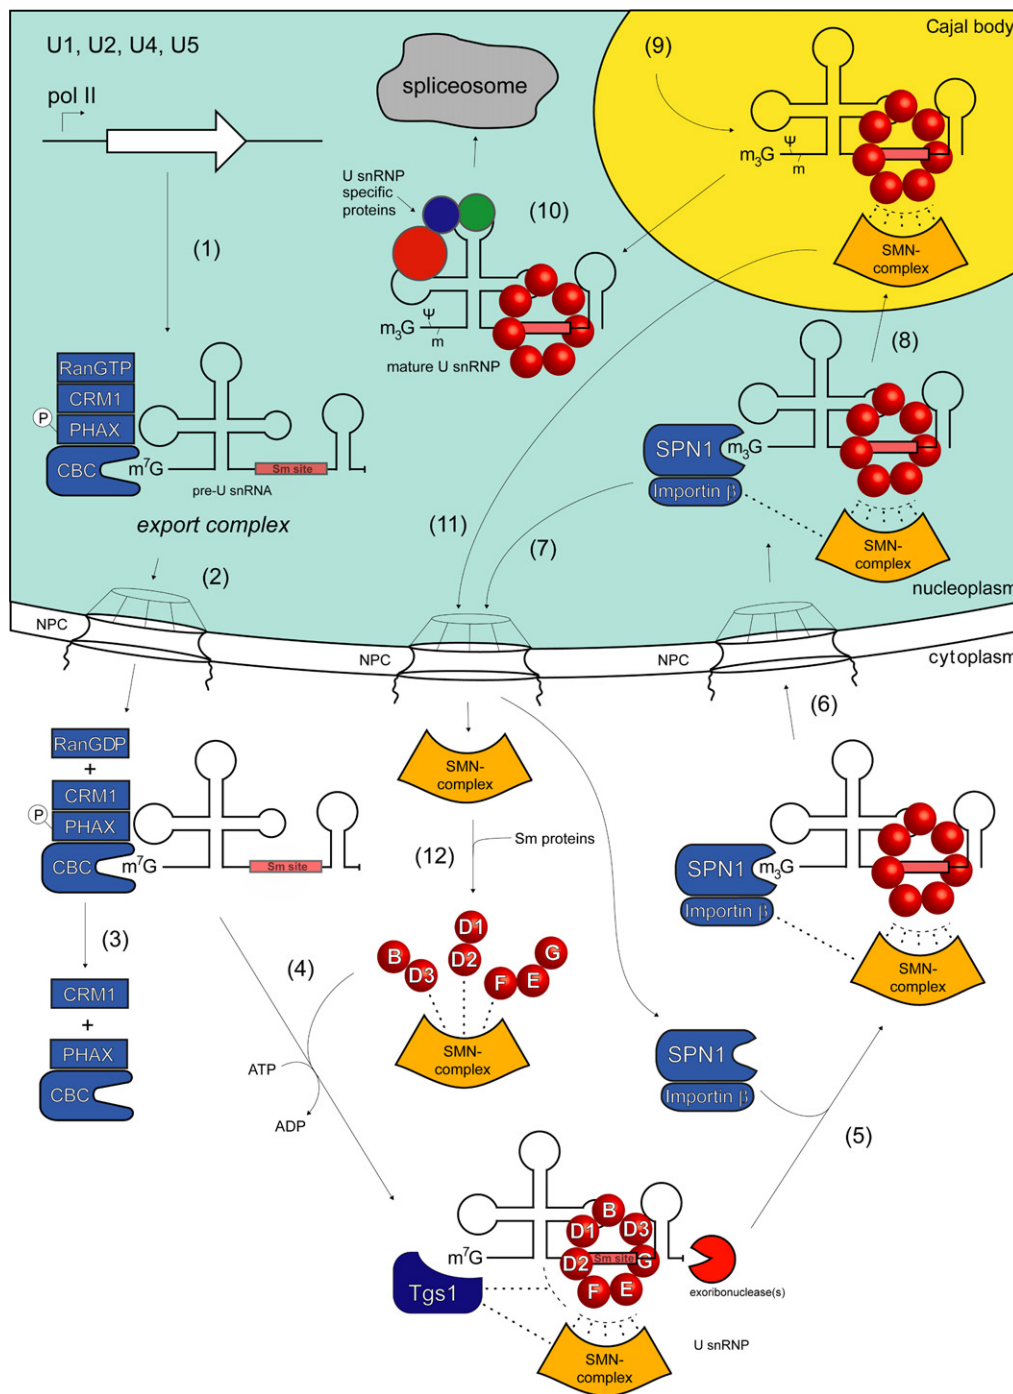 U1, U2, U4, U5
pol II
(1)
RanGTP
CRM1
P
PHAX
CBC
m7G
Sm site
pre-U snRNA
export complex
(2)
spliceosome
U snRNP
specific
proteins
(10)
m3G
Ψ
m
mature U snRNP
Cajal body
(9)
m3G
Ψ
m
SMN-
complex
(8)
SPN1
m3G
Importin β
SMN-
complex
(11)
(7)
nucleoplasm
NPC
NPC
NPC
cytoplasm
(6)
RanGDP
+
CRM1
P
PHAX
CBC
m7G
Sm site
(3)
CRM1
+
PHAX
CBC
SMN-
complex
(12)
Sm proteins
D1
B
D3
D2
F
E
G
SMN-
complex
(4)
ATP
ADP
SPN1
m3G
Importin β
SMN-
complex
SPN1
Importin β
(5)
m7G
Tgs1
B
D1
D3
D2
Sm site
G
F
E
exoribonuclease(s)
U snRNP
SMN-
complex